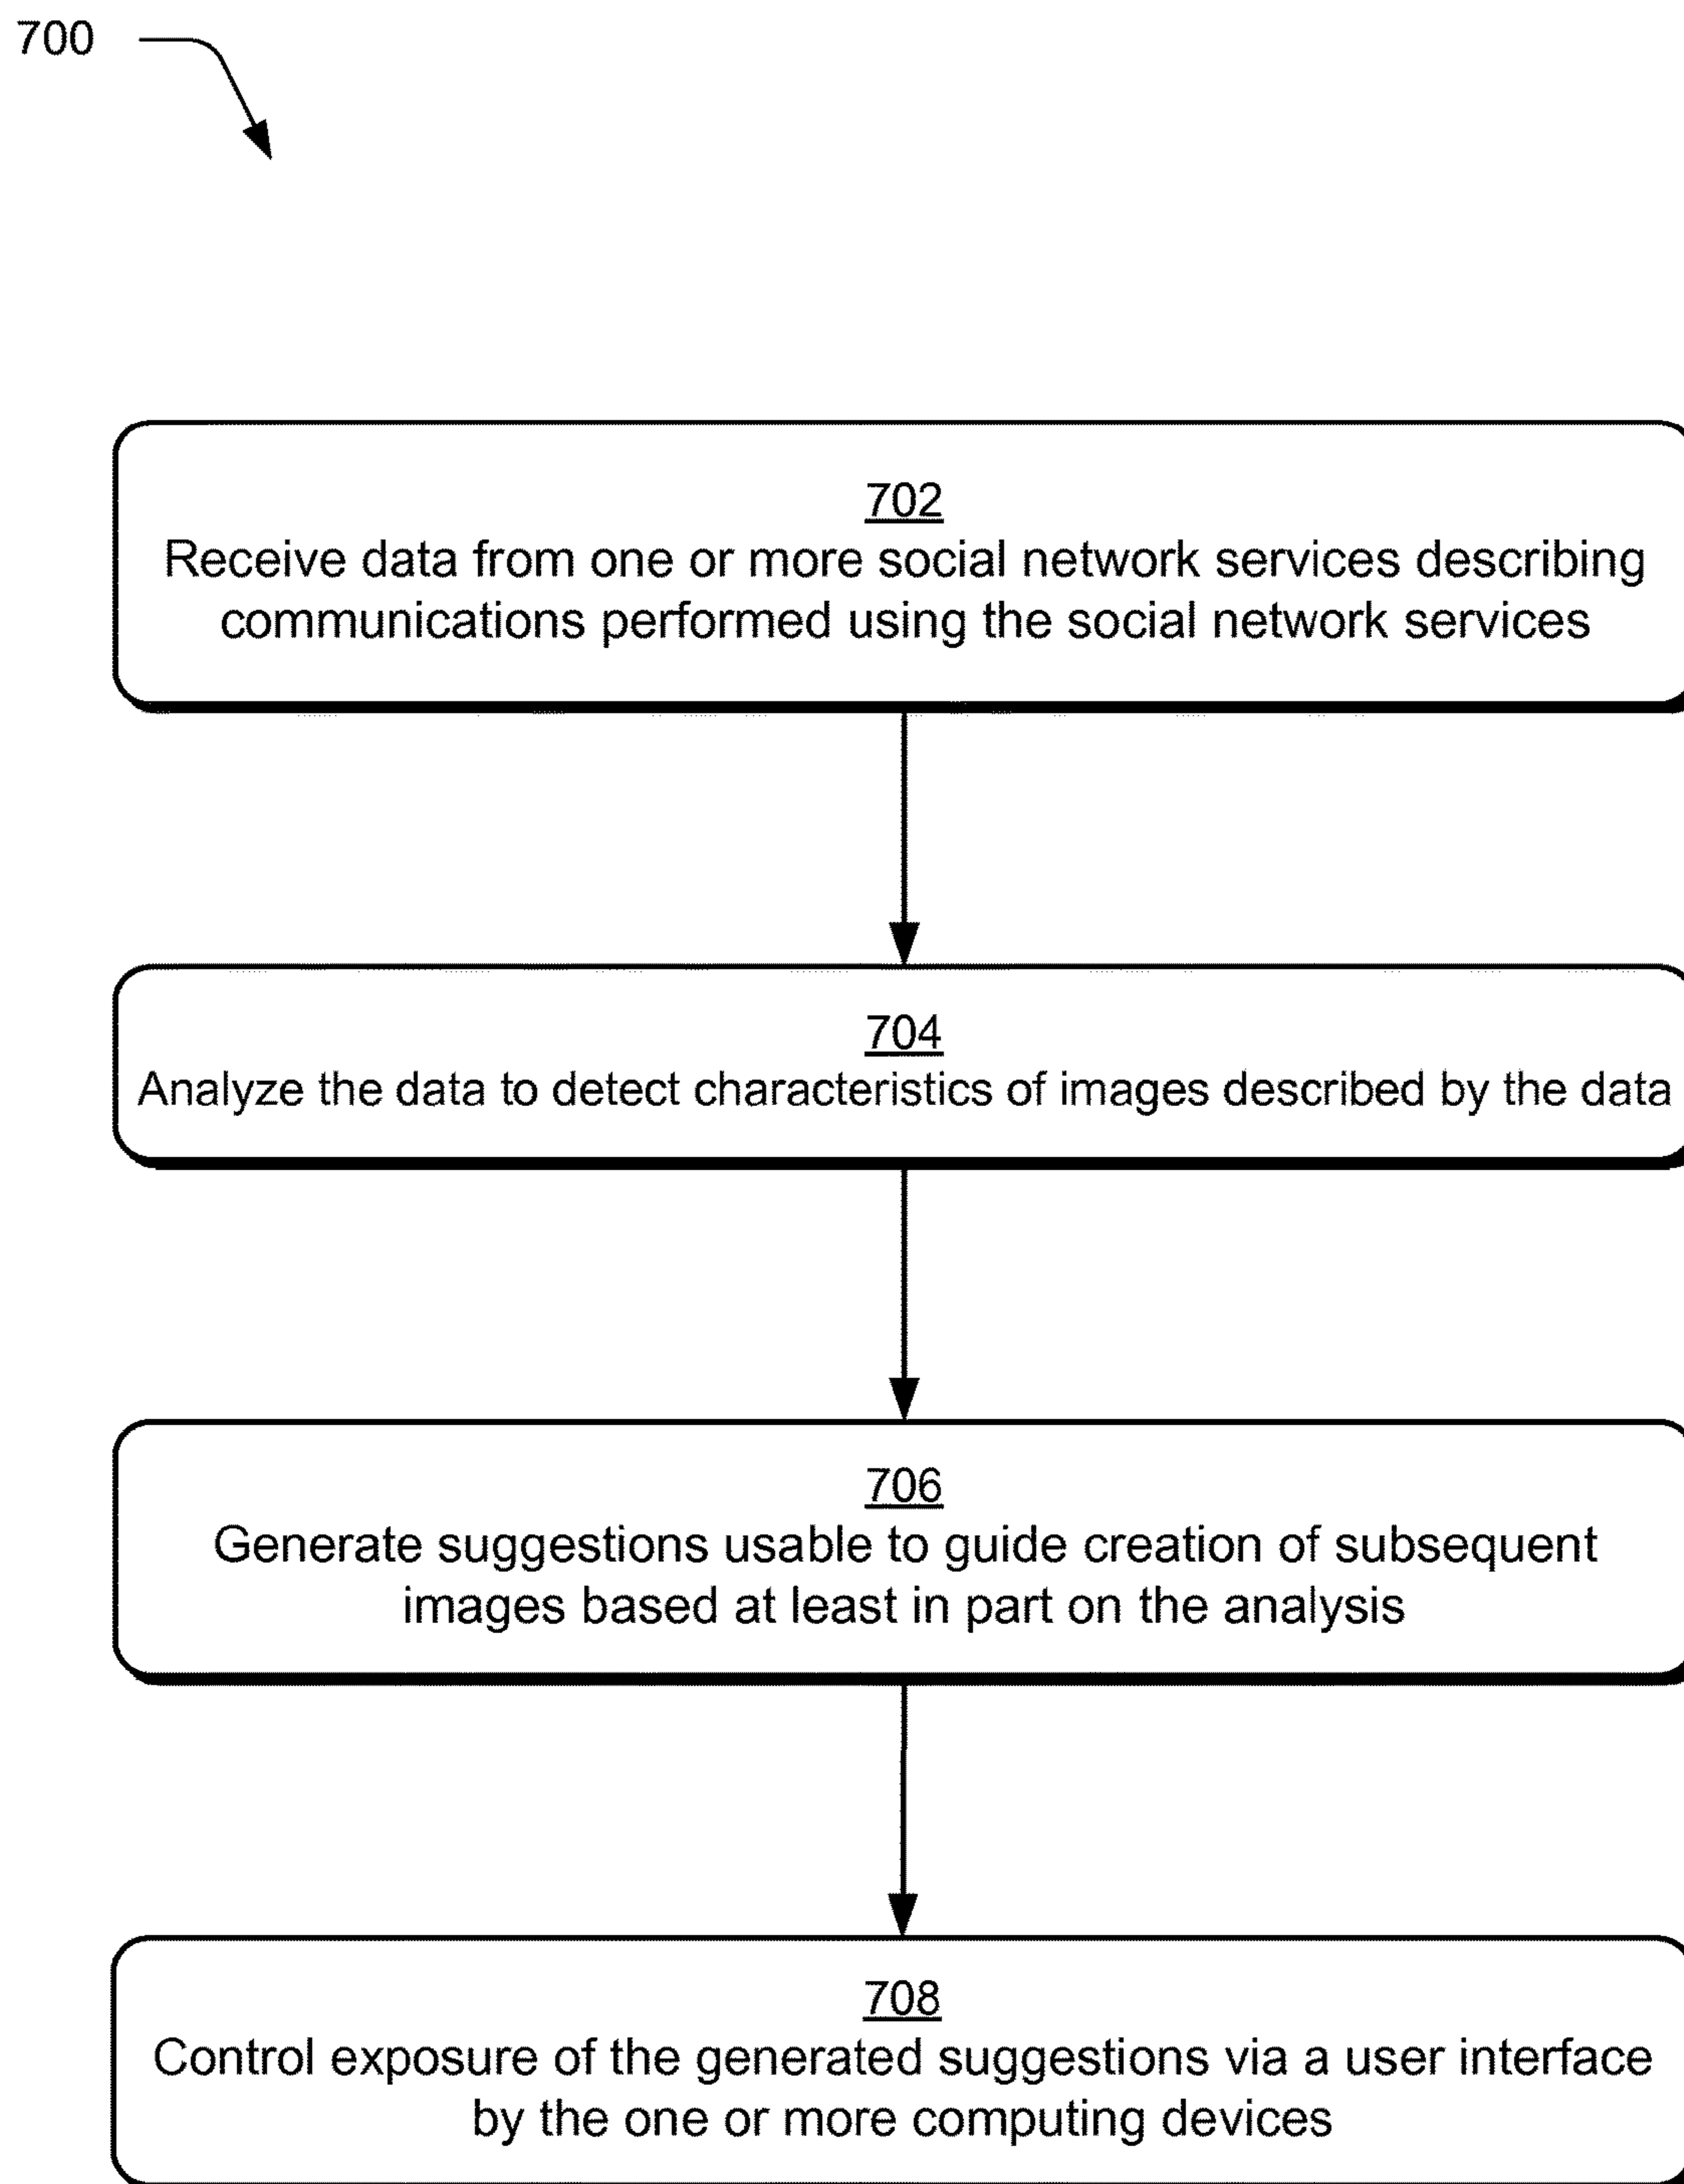 700
702
Receive data from one or more social network services describing
communications performed using the social network services
704
Analyze the data to detect characteristics of images described by the data
706
Generate suggestions usable to guide creation of subsequent
images based at least in part on the analysis
708
Control exposure of the generated suggestions via a user interface
by the one or more computing devices